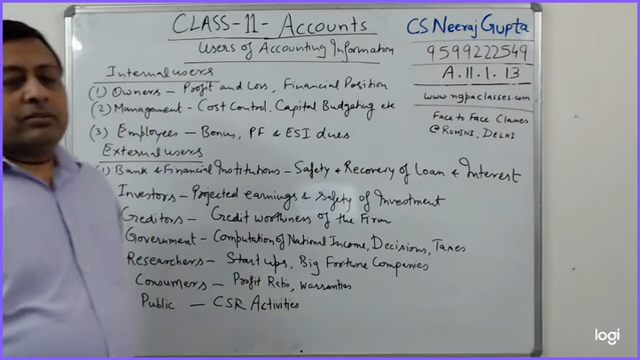 CLASS-11- Accounts
Users of Accounting Information
CS Neeraj Gupta
9599222549
A.11.1.13
www.ngpaclasses.com
Face to Face Classes
@ROHINI, DELHI
Internal users
(1) Owners - Profit and Loss, Financial Position
(2) Management - Cost Control, Capital Budgeting etc
(3) Employees - Bonus, PF & ESI dues
External users
1) Bank & Financial Institutions - Safety & Recovery of Loan & Interest
Investors - Projected earnings & Safety of Investment
Creditors - Credit worthiness of the Firm
Government - Computation of National Income, Decisions, Taxes
Researchers - Start ups, Big Fortune Companies
Consumers - Profit Ratio, warranties
Public - CSR Activities
logi